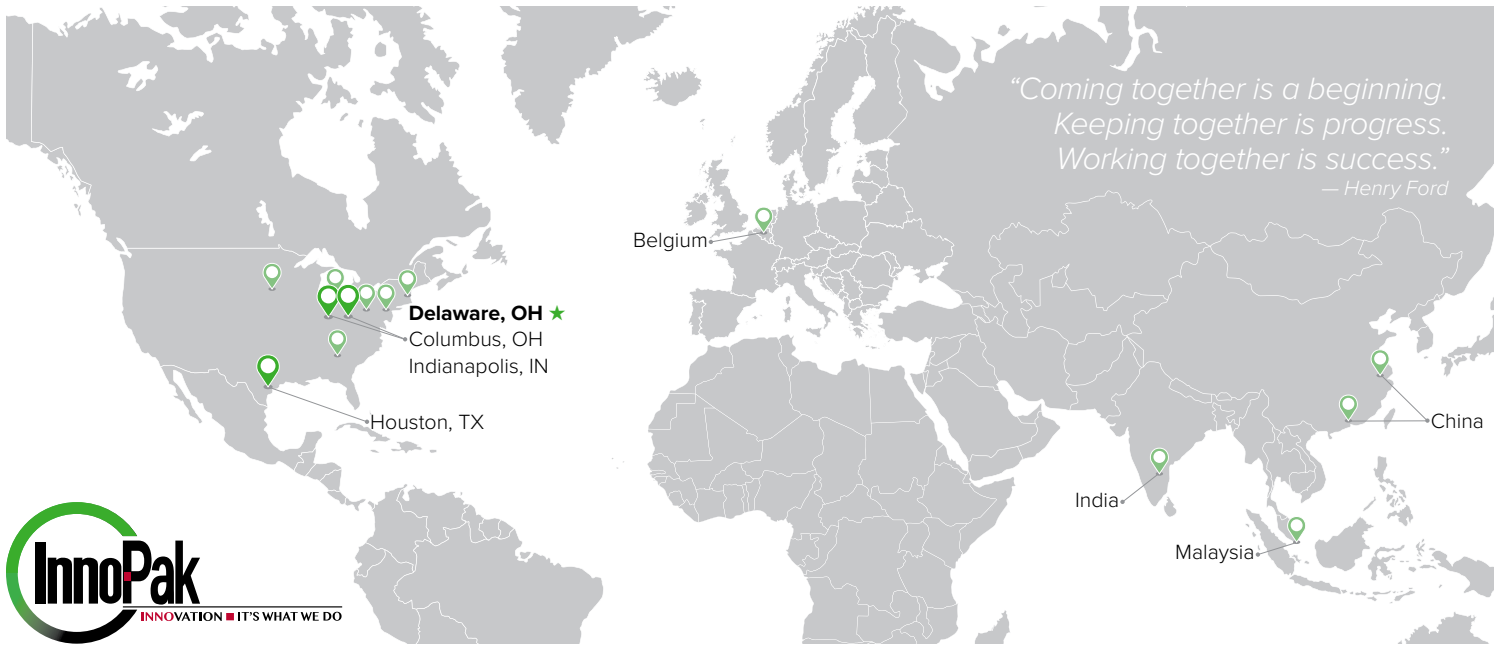 “Coming together is a beginning.
Keeping together is progress.
Working together is success.”
— Henry Ford
Belgium
Delaware, OH ★
Columbus, OH
Indianapolis, IN
Houston, TX
China
India
Malaysia
InnoPak
INNOVATION ■ IT’S WHAT WE DO